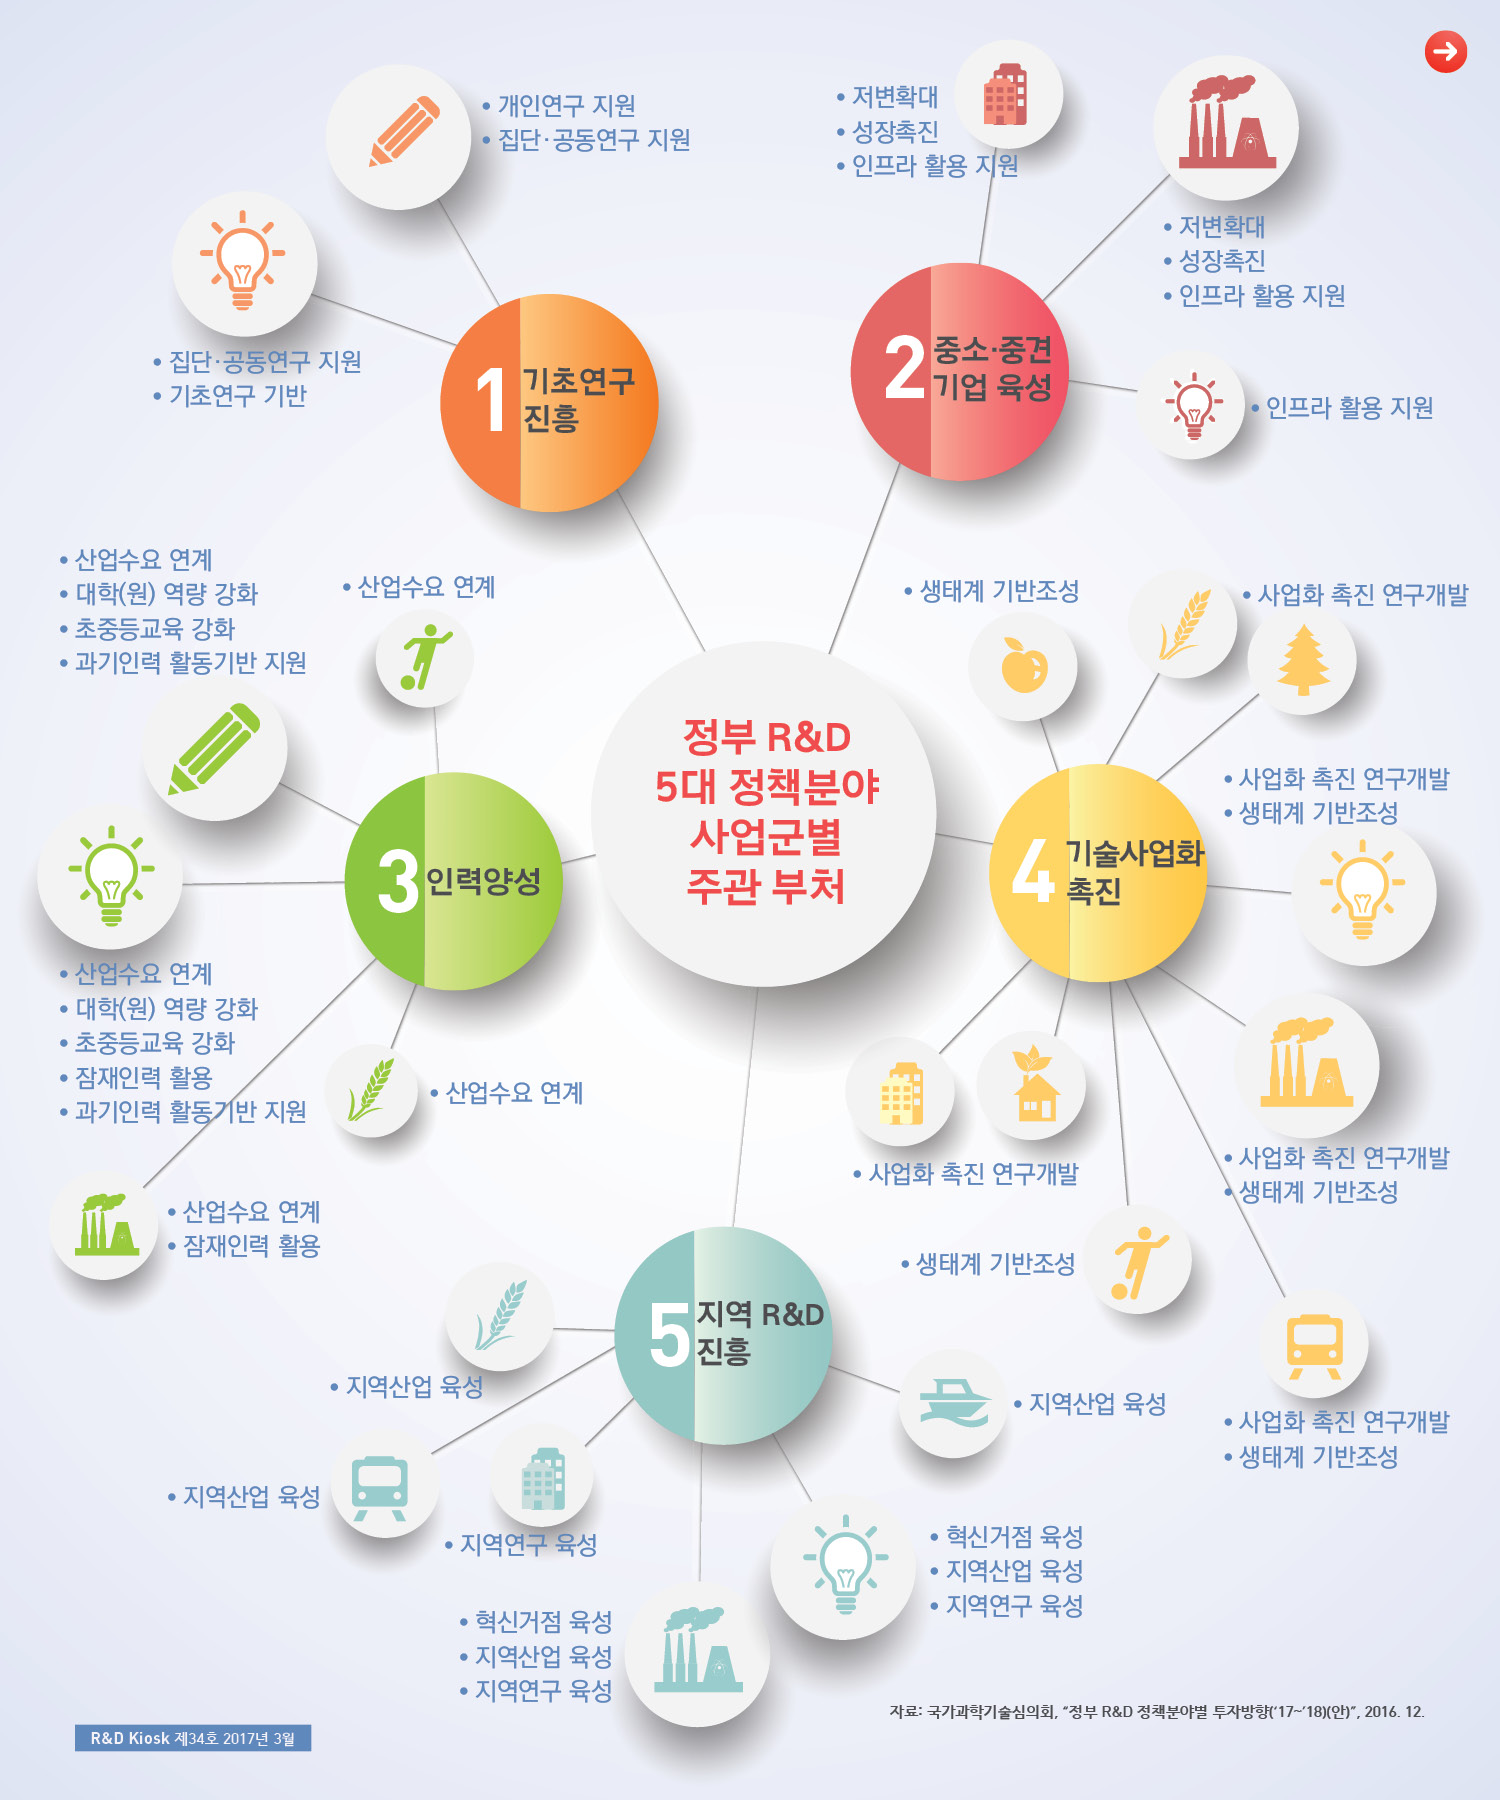 • 개인연구 지원
• 집단·공동연구 지원
• 집단·공동연구 지원
• 기초연구 기반
1 기초연구
진흥
• 저변확대
• 성장촉진
• 인프라 활용 지원
• 저변확대
• 성장촉진
• 인프라 활용 지원
2 중소·중견
기업 육성
• 인프라 활용 지원
• 산업수요 연계
• 대학(원) 역량 강화
• 초중등교육 강화
• 과기인력 활동기반 지원
• 산업수요 연계
3 인력양성
• 산업수요 연계
• 대학(원) 역량 강화
• 초중등교육 강화
• 잠재인력 활용
• 과기인력 활동기반 지원
• 산업수요 연계
• 산업수요 연계
• 잠재인력 활용
정부 R&D
5대 정책분야
사업군별
주관 부처
• 생태계 기반조성
• 사업화 촉진 연구개발
• 사업화 촉진 연구개발
• 생태계 기반조성
4 기술사업화
촉진
• 사업화 촉진 연구개발
• 사업화 촉진 연구개발
• 생태계 기반조성
• 생태계 기반조성
• 사업화 촉진 연구개발
• 생태계 기반조성
5 지역 R&D
진흥
• 지역산업 육성
• 지역산업 육성
• 지역산업 육성
• 지역연구 육성
• 혁신거점 육성
• 지역산업 육성
• 지역연구 육성
• 혁신거점 육성
• 지역산업 육성
• 지역연구 육성
자료: 국가과학기술심의회, “정부 R&D 정책분야별 투자방향(‘17~’18)(안)”, 2016. 12.
R&D Kiosk 제34호 2017년 3월